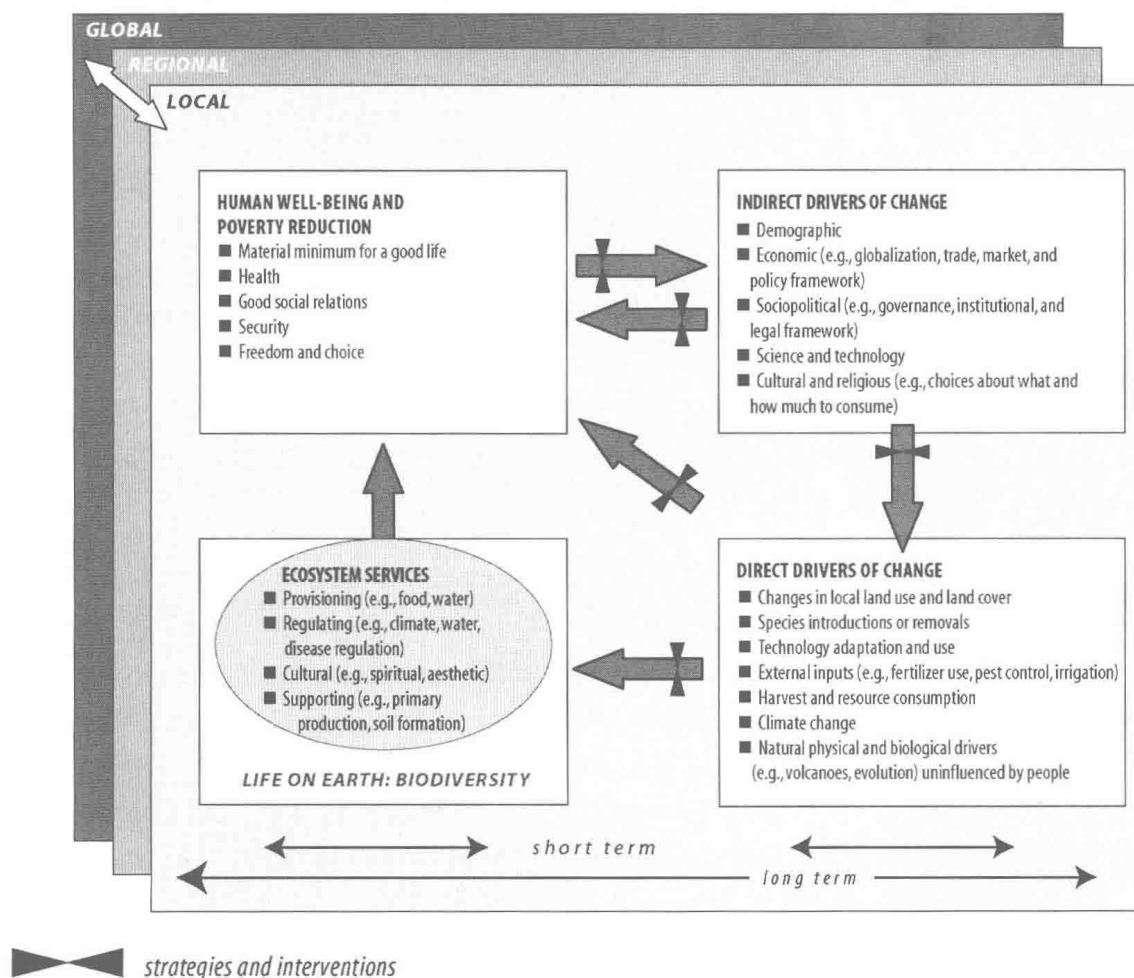 GLOBAL
REGIONAL
LOCAL
HUMAN WELL-BEING AND
POVERTY REDUCTION
■ Material minimum for a good life
■ Health
■ Good social relations
■ Security
■ Freedom and choice
INDIRECT DRIVERS OF CHANGE
■ Demographic
■ Economic (e.g., globalization, trade, market, and
policy framework)
■ Sociopolitical (e.g., governance, institutional, and
legal framework)
■ Science and technology
■ Cultural and religious (e.g., choices about what and
how much to consume)
ECOSYSTEM SERVICES
■ Provisioning (e.g., food, water)
■ Regulating (e.g., climate, water,
disease regulation)
■ Cultural (e.g., spiritual, aesthetic)
■ Supporting (e.g., primary
production, soil formation)
LIFE ON EARTH: BIODIVERSITY
DIRECT DRIVERS OF CHANGE
■ Changes in local land use and land cover
■ Species introductions or removals
■ Technology adaptation and use
■ External inputs (e.g., fertilizer use, pest control, irrigation)
■ Harvest and resource consumption
■ Climate change
■ Natural physical and biological drivers
(e.g., volcanoes, evolution) uninfluenced by people
short term
long term
strategies and interventions